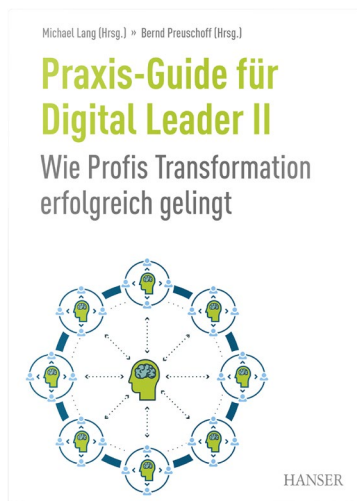 Michael Lang (Hrsg.) » Bernd Preuschoff (Hrsg.)
Praxis-Guide für
Digital Leader II
Wie Profis Transformation
erfolgreich gelingt
HANSER